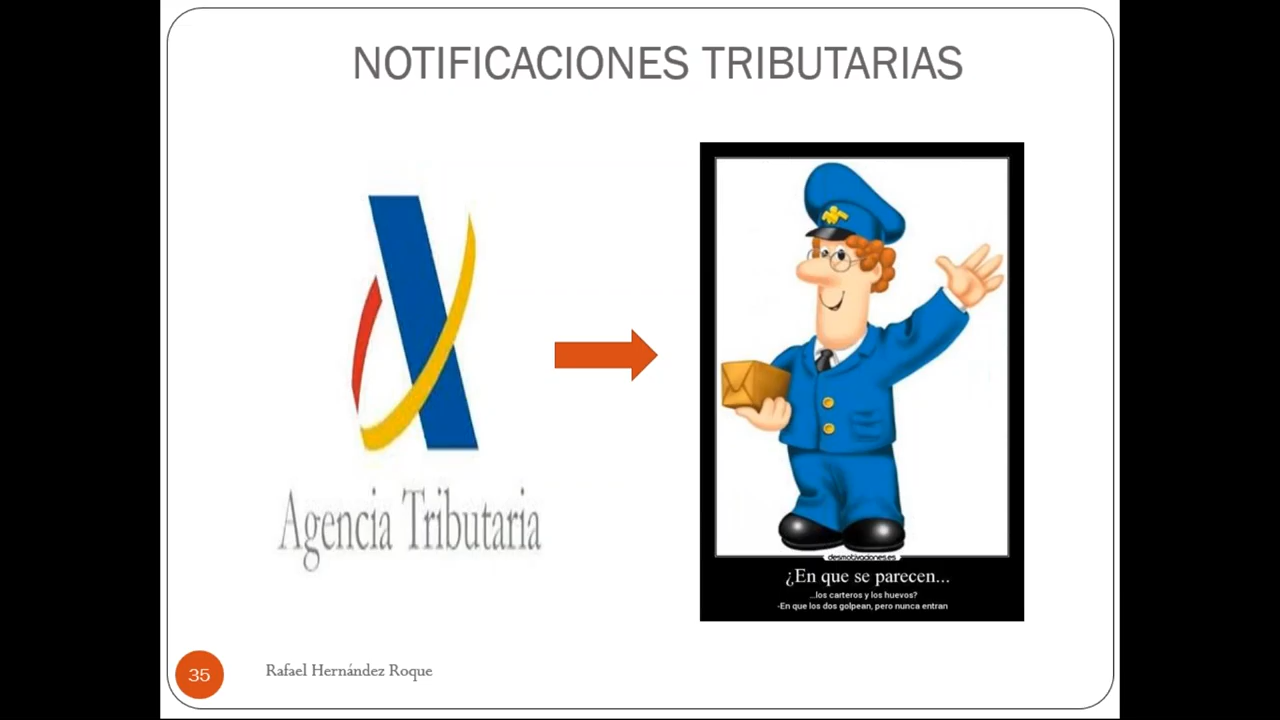 NOTIFICACIONES TRIBUTARIAS
Agencia Tributaria
desmotivaciones.es
¿En que se parecen...
...los carteros y los huevos?
-En que los dos golpean, pero nunca entran
35
Rafael Hernández Roque